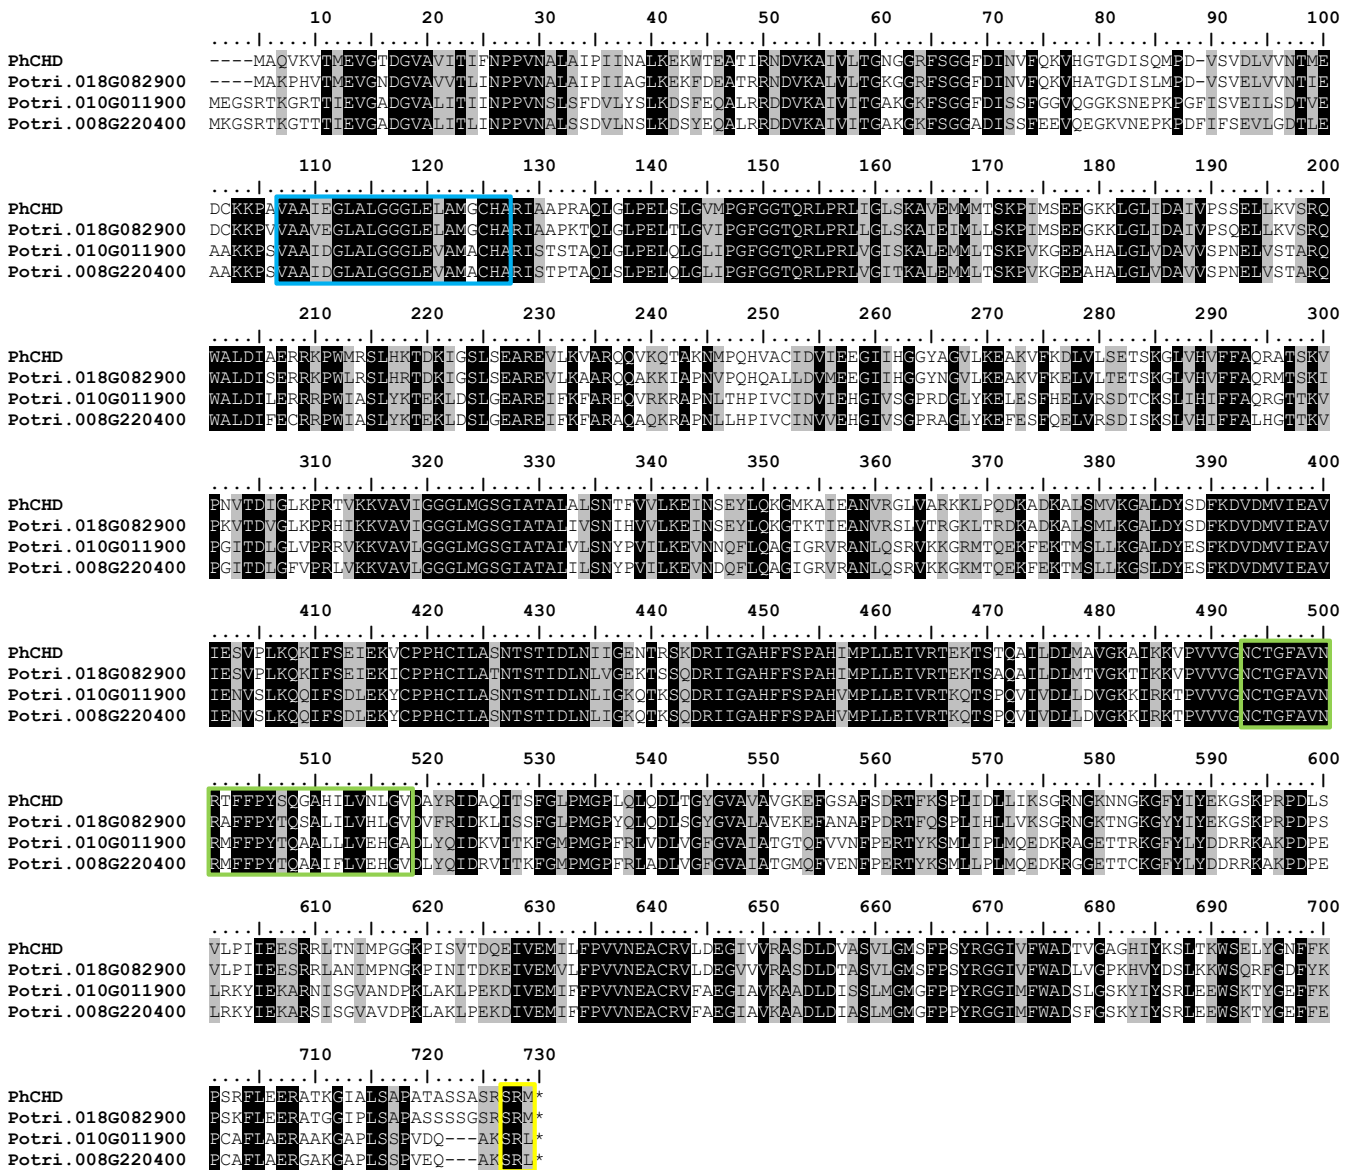 10 20 30 40 50 60 70 80 90 100
....|....|....|....|....|....|....|....|....|....|....|....|....|....|....|....|....|....|....|....|
PhCHD ----MAQVKVTMEVGTDGVAVITIFNPPVNALAIPIINALKEKWTEATIRNDVKAIVLTGNGGRFSGGFDINVFQKVHGTGDISQMPD-VSVDLVVNTME
Potri.018G082900 ----MAKPHVTMEVGNDGVAVITIFNPPVNALAIPIIAGLKEKFDEATRRNDVKALVLTGKGGRFSGGFDINVFQKVHATGDISLMPD-VSVELVVNTIE
Potri.010G011900 MEGSRTKGRTTIEVGADGVALITIINPPVNSLSFDVLYSLKDSFEQALRRDDVKAIVITGAKGKFSGGFDISSFGGVQGGKSNEPKPGFISVEILSDTVE
Potri.008G220400 MKGSRTKGTTTIEVGADGVALITLINPPVNALSSDVLNSLKDSYEQALRRDDVKAIVITGAKGKFSGGADISSFEEVQEGKVNEPKPDFIFSEVLGDTLE
110 120 130 140 150 160 170 180 190 200
....|....|....|....|....|....|....|....|....|....|....|....|....|....|....|....|....|....|....|....|
PhCHD DCKKPAVAAIEGLALGGGLELAMGCHARIAAPRAQLGLPELSLGVMPGFGGTQRLPRLIGLSKAVEMMMTSKPIMSEEGKKLGLIDAIVPSSELLKVSRQ
Potri.018G082900 DCKKPVVAAVEGLALGGGLELAMGCHARIAAPKTQLGLPELTLGVIPGFGGTQRLPRLLGLSKAIEIMLLSKPIMSEEGKKLGLIDAIVPSQELLKVSRQ
Potri.010G011900 AAKKPSVAAIDGLALGGGLEVAMACHARISTSTAQLGLPELQLGLIPGFGGTQRLPRLVGISKALEMMLTSKPVKGEEAHALGLVDAVVSPNELVSTARQ
Potri.008G220400 AAKKPSVAAIDGLALGGGLEVAMACHARISTPTAQLSLPELQLGLIPGFGGTQRLPRLVGITKALEMMLTSKPVKGEEAHALGLVDAVVSPNELVSTARQ
210 220 230 240 250 260 270 280 290 300
....|....|....|....|....|....|....|....|....|....|....|....|....|....|....|....|....|....|....|....|
PhCHD WALDIAERRKPWMRSLHKTDKIGSLSEAREVLKVARQQVKQTAKNMPQHVACIDVIEEGIIHGGYAGVLKEAKVFKDLVLSETSKGLVHVFFAQRATSKV
Potri.018G082900 WALDISERRKPWLRSLHRTDKIGSLSEAREVLKAARQQAKKIAPNVPQHQALLDVMEEGIIHGGYNGVLKEAKVFKELVLTETSKGLVHVFFAQRMTSKI
Potri.010G011900 WALDILERRRPWIASLYKTEKLDSLGEAREIFKFAREQVRKRAPNLTHPIVCIDVIEHGIVSGPRDGLYKELESFHELVRSDTCKSLIHIFFAQRGTTKV
Potri.008G220400 WALDIFECRRPWIASLYKTEKLDSLGEAREIFKFARAQAQKRAPNLLHPIVCINVVEHGIVSGPRAGLYKEFESFQELVRSDISKSLVHIFFALHGTTKV
310 320 330 340 350 360 370 380 390 400
....|....|....|....|....|....|....|....|....|....|....|....|....|....|....|....|....|....|....|....|
PhCHD PNVTDIGLKPRTVKKVAVIGGGLMGSGIATALALSNTFVVLKEINSEYLQKGMKAIEANVRGLVARKKLPQDKADKALSMVKGALDYSDFKDVDMVIEAV
Potri.018G082900 PKVTDVGLKPRHIKKVAVIGGGLMGSGIATALIVSNIHVVLKEINSEYLQKGTKTIEANVRSLVTRGKLTRDKADKALSMLKGALDYSDFKDVDMVIEAV
Potri.010G011900 PGITDLGLVPRRVKKVAVLGGGLMGSGIATALVLSNYPVILKEVNNQFLQAGIGRVRANLQSRVKKGRMTQEKFEKTMSLLKGALDYESFKDVDMVIEAV
Potri.008G220400 PGITDLGFVPRLVKKVAVLGGGLMGSGIATALILSNYPVILKEVNDQFLQAGIGRVRANLQSRVKKGKMTQEKFEKTMSLLKGSLDYESFKDVDMVIEAV
410 420 430 440 450 460 470 480 490 500
....|....|....|....|....|....|....|....|....|....|....|....|....|....|....|....|....|....|....|....|
PhCHD IESVPLKQKIFSEIEKVCPPHCILASNTSTIDLNIIGENTRSKDRIIGAHFFSPAHIMPLLEIVRTEKTSTQAILDLMAVGKAIKKVPVVVGNCTGFAVN
Potri.018G082900 IESVPLKQKIFSEIEKICPPHCILATNTSTIDLNLVGEKTSSQDRIIGAHFFSPAHVMPLLEIVRTEKTSAQAILDLMTVGKTIKKVPVVVGNCTGFAVN
Potri.010G011900 IENVSLKQQIFSDLEKYCPPHCILASNTSTIDLNLIGKQTKSQDRIIGAHFFSPAHVMPLLEIVRTKQTSPQVIVDLLDVGKKIRKTPVVVGNCTGFAVN
Potri.008G220400 IENVSLKQQIFSDLEKYCPPHCILASNTSTIDLNLIGKQTKSQDRIIGAHFFSPAHVMPLLEIVRTKQTSPQVIVDLLDVGKKIRKTPVVVGNCTGFAVN
510 520 530 540 550 560 570 580 590 600
....|....|....|....|....|....|....|....|....|....|....|....|....|....|....|....|....|....|....|....|
PhCHD RTFFPYSQGAHILVNLGVDAYRIDAQITSFGLPMGPLQLQDLTGYGVAVAVGKEFGSAFSDRTFKSPLIDLLIKSGRNGKNNGKGFYIYEKGSKPRPDLS
Potri.018G082900 RAFFPYTQSALILVHLGVDVFRIDKLISSFGLPMGPYQLQDLSGYGVALAVEKEFANAFPDRTFQSPLIHLLVKSGRNGKTNGKGYYIYEKGSKPRPDPS
Potri.010G011900 RMFFPYTQAALLLVEHGADLYQIDKVITKFGMPMGPFRLVDLVGFGVAIATGTQFVVNFPERTYKSMLIPLMQEDKRAGETTRKGFYLYDDRRKAKPDPE
Potri.008G220400 RMFFPYTQAAIFLVEHGVDLYQIDRVITKFGMPMGPFRLADLVGFGVAIATGMQFVENFPERTYKSMLLPLMQEDKRGGETTCKGFYLYDDRRKAKPDPE
610 620 630 640 650 660 670 680 690 700
....|....|....|....|....|....|....|....|....|....|....|....|....|....|....|....|....|....|....|....|
PhCHD VLPIIEESRRLTNIMPGGKPISVTDQEIVEMILFPVVNEACRVLDEGIVVRASDLDVASVLGMSFPSYRGGIVFWADTVGAGHIYKSLTKWSELYGNFFK
Potri.018G082900 VLPIIEESRRLANIMPNGKPINITDKEIVEMVLFPVVNEACRVLDEGVVVRASDLDTASVLGMSFPSYRGGIVFWADLVGPKHVYDSLKKWSQRFGDFYK
Potri.010G011900 LRKYIEKARNISGVANDPKLAKLPEKDIVEMIFFPVVNEACRVFAEGIAVKAADLDISSLMGMGFPPYRGGIMFWADSLGSKYIYSRLEEWSKTYGEFFK
Potri.008G220400 LRKYIEKARSISGVAVDPKLAKLPEKDIVEMIFFPVVNEACRVFAEGIAVKAADLDIASLMGMGFPPYRGGIMFWADSFGSKYIYSRLEEWSKTYGEFFE
710 720 730
....|....|....|....|....|....|
PhCHD PSRFLEERATKGIALSAPATASSASRSRM*
Potri.018G082900 PSKFLEERATGGIPLSAPASSSSGSRSRM*
Potri.010G011900 PCAFLAERAAKGAPLSSPVDQ---AKSRL*
Potri.008G220400 PCAFLAERGAKGAPLSSPVEQ---AKSRL*